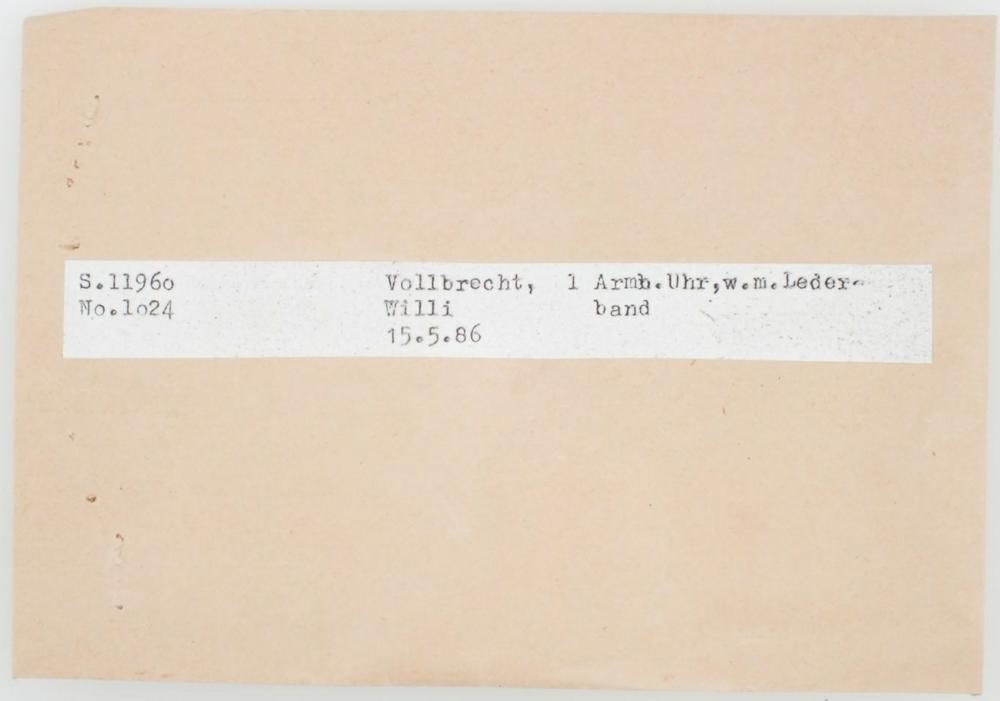 S.1196o Vollbrecht, 1 Armb.Uhr,w.m.Leder-
No.1o24 Willi band
15.5.86